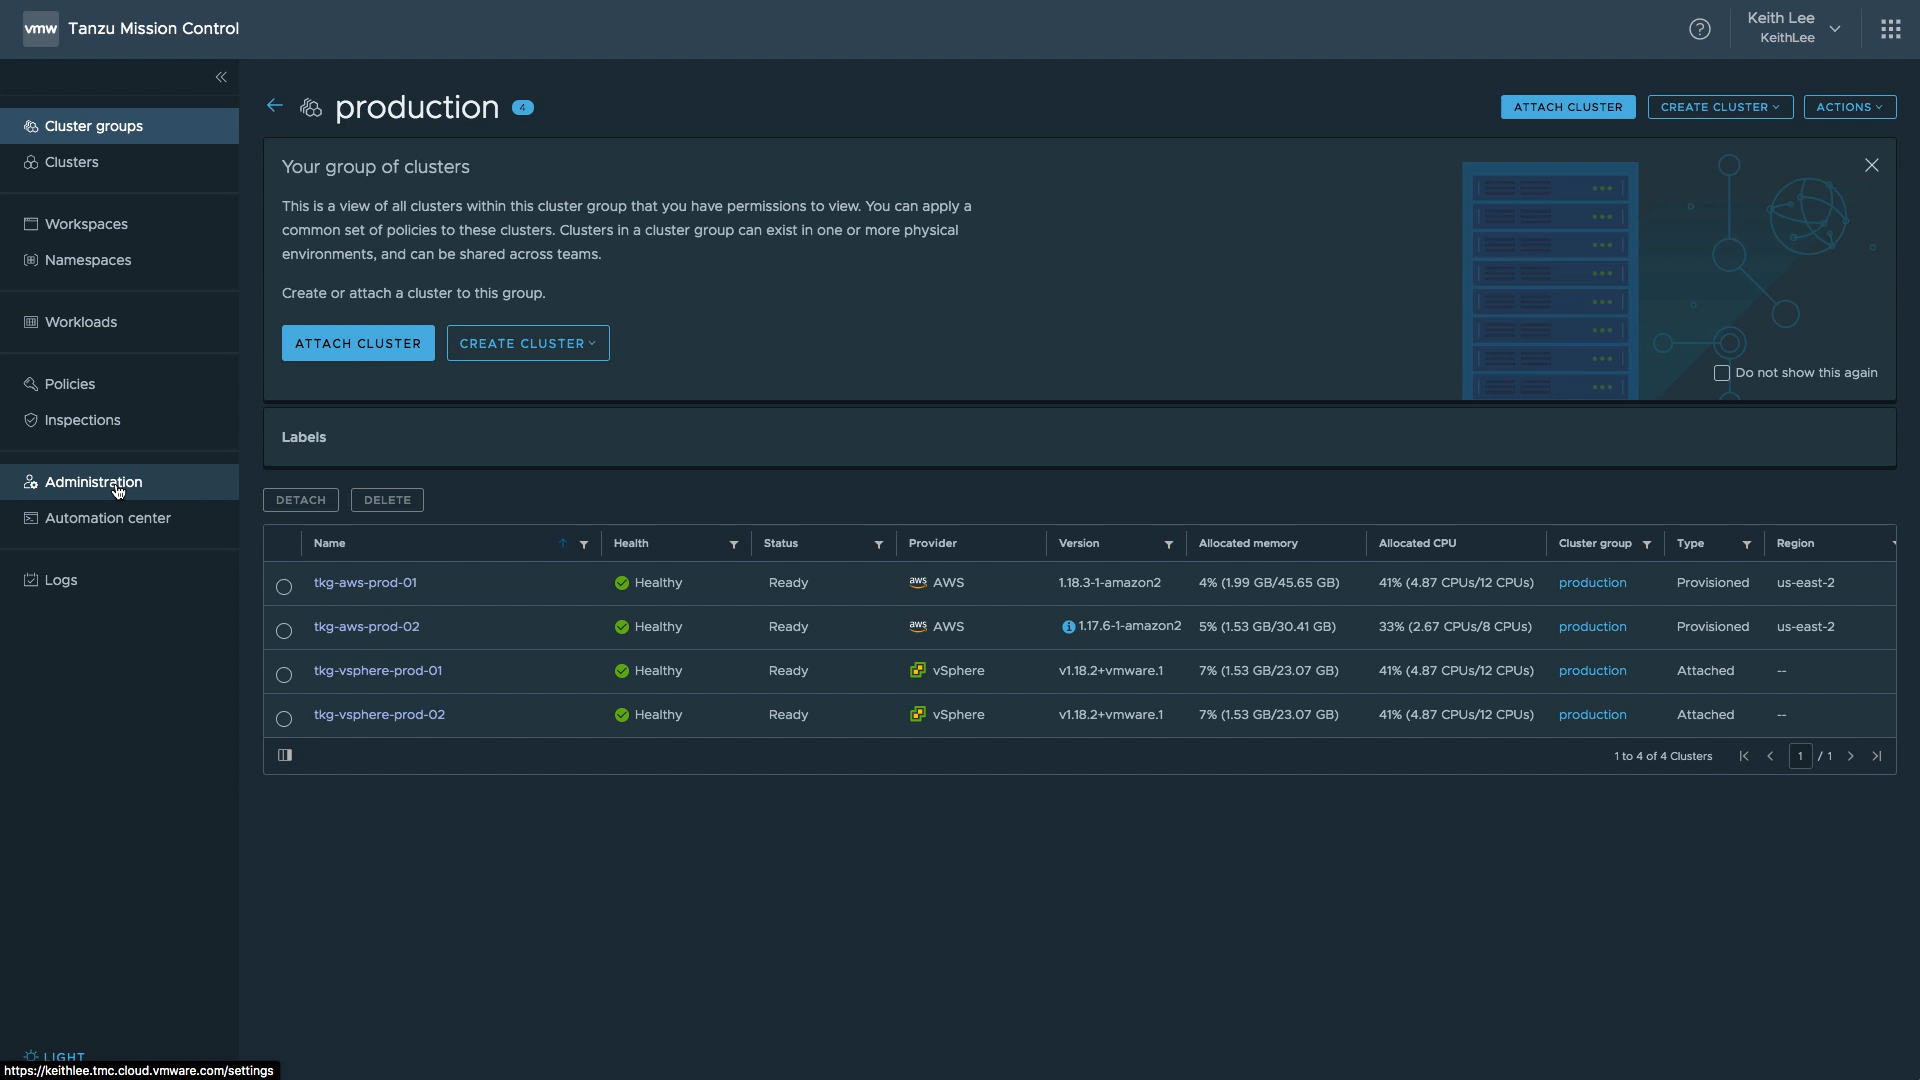 vmw Tanzu Mission Control
Keith Lee
KeithLee
Cluster groups
Clusters
Workspaces
Namespaces
Workloads
Policies
Inspections
Administration
Automation center
Logs
LIGHT
https://keithlee.tmc.cloud.vmware.com/settings
production 4
ATTACH CLUSTER CREATE CLUSTER ACTIONS
Your group of clusters
This is a view of all clusters within this cluster group that you have permissions to view. You can apply a
common set of policies to these clusters. Clusters in a cluster group can exist in one or more physical
environments, and can be shared across teams.
Create or attach a cluster to this group.
ATTACH CLUSTER CREATE CLUSTER
Do not show this again
Labels
DETACH DELETE
Name Health Status Provider Version Allocated memory Allocated CPU Cluster group Type Region
tkg-aws-prod-01 Healthy Ready aws AWS 1.18.3-1-amazon2 4% (1.99 GB/45.65 GB) 41% (4.87 CPUs/12 CPUs) production Provisioned us-east-2
tkg-aws-prod-02 Healthy Ready aws AWS 1.17.6-1-amazon2 5% (1.53 GB/30.41 GB) 33% (2.67 CPUs/8 CPUs) production Provisioned us-east-2
tkg-vsphere-prod-01 Healthy Ready vSphere v1.18.2+vmware.1 7% (1.53 GB/23.07 GB) 41% (4.87 CPUs/12 CPUs) production Attached --
tkg-vsphere-prod-02 Healthy Ready vSphere v1.18.2+vmware.1 7% (1.53 GB/23.07 GB) 41% (4.87 CPUs/12 CPUs) production Attached --
1 to 4 of 4 Clusters 1 / 1